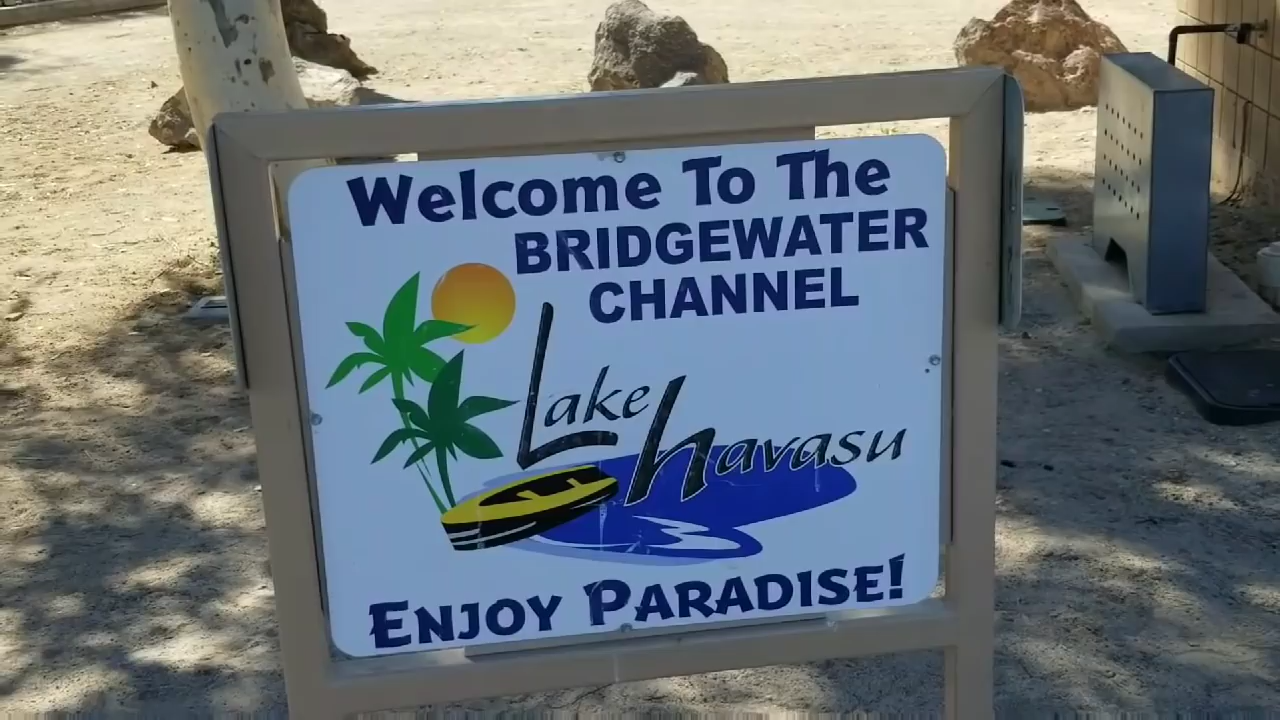 Welcome To The
BRIDGEWATER
CHANNEL
Lake
havasu
ENJOY PARADISE!